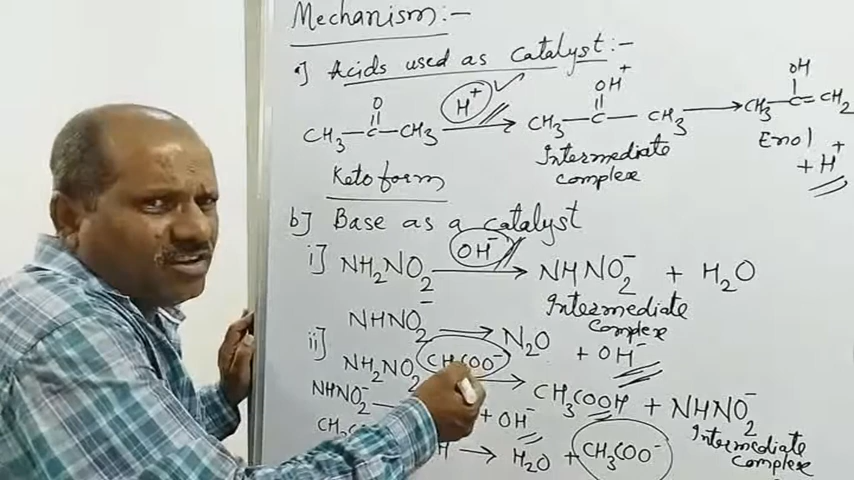 Mechanism:-
a) Acids used as catalyst:-
CH3-C(=O)-CH3 —H+→ CH3-C(=OH+)-CH3 → CH3-C(OH)=CH2
Keto form Intermediate complex Enol + H+
b] Base as a catalyst
i] NH2NO2 —OH-→ NHNO2- + H2O
Intermediate complex
NHNO2- → N2O + OH-
ii] NH2NO2 —CH3COO-→ CH3COOH + NHNO2-
Intermediate complex
NHNO2- + OH-
→ H2O + CH3COO-